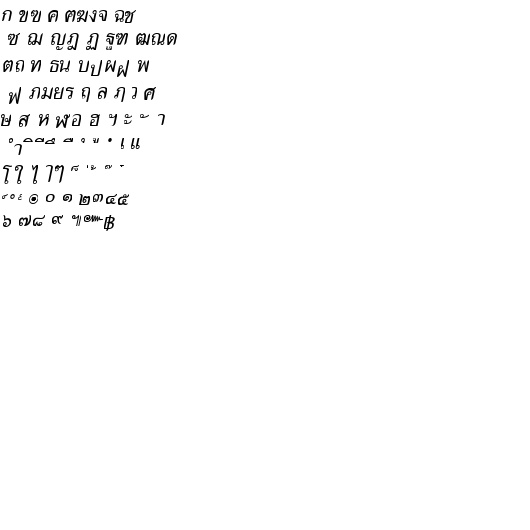 ก ขฃ ค ฅฆงจ ฉช
ซ ฌ ญฎ ฏ ฐฑ ฒณด
ตถ ท ธน บปผฝ พ
ฟ ภมยร ฤ ล ฦ ว ศ
ษ ส ห ฬอ ฮ ฯ ะ ั า
ำ ิ ี ึ ื ุ ู ฺ เ แ
โใ ไ ๅๆ ็ ่ ้ ๊ ๋
์ ํ ๎ ๏ ๐ ๑ ๒๓๔๕
๖ ๗๘ ๙ ๚๛฿